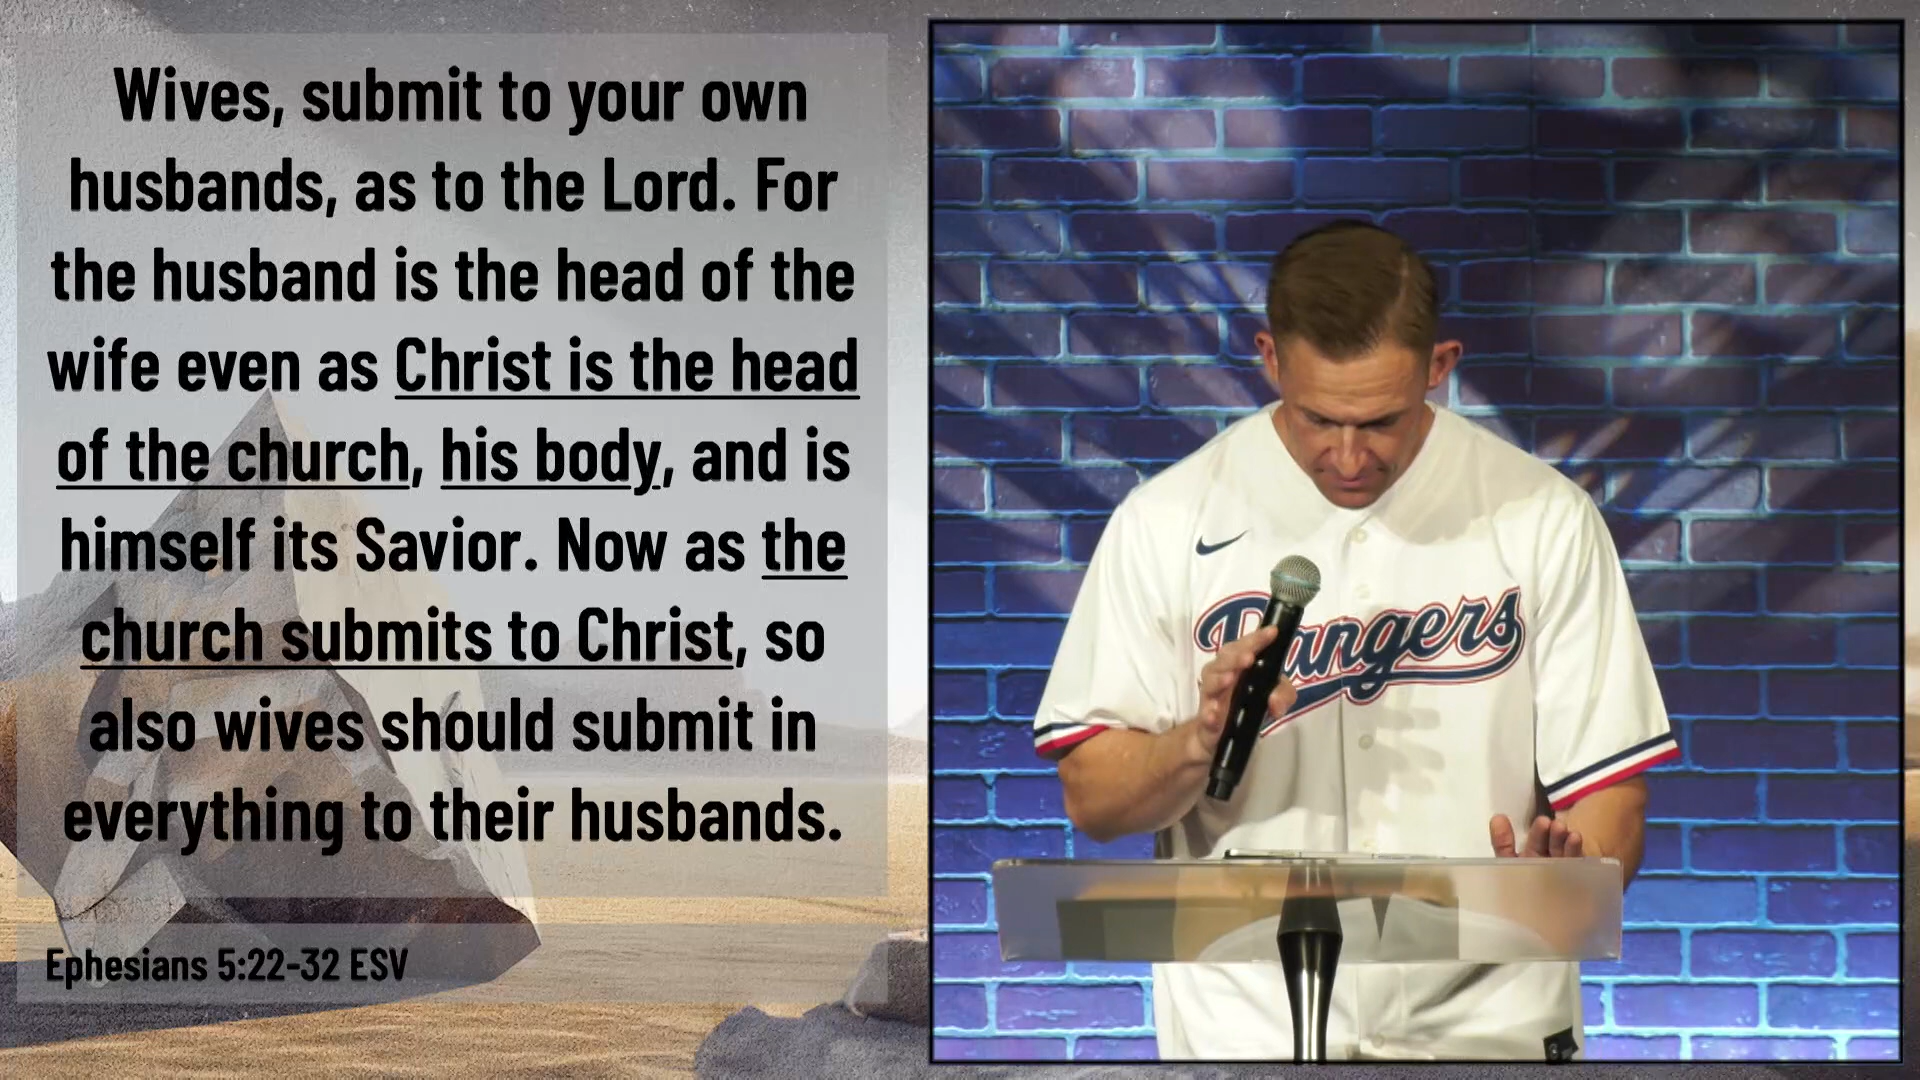 Wives, submit to your own
husbands, as to the Lord. For
the husband is the head of the
wife even as Christ is the head
of the church, his body, and is
himself its Savior. Now as the
church submits to Christ, so
also wives should submit in
everything to their husbands.
Ephesians 5:22-32 ESV
Rangers